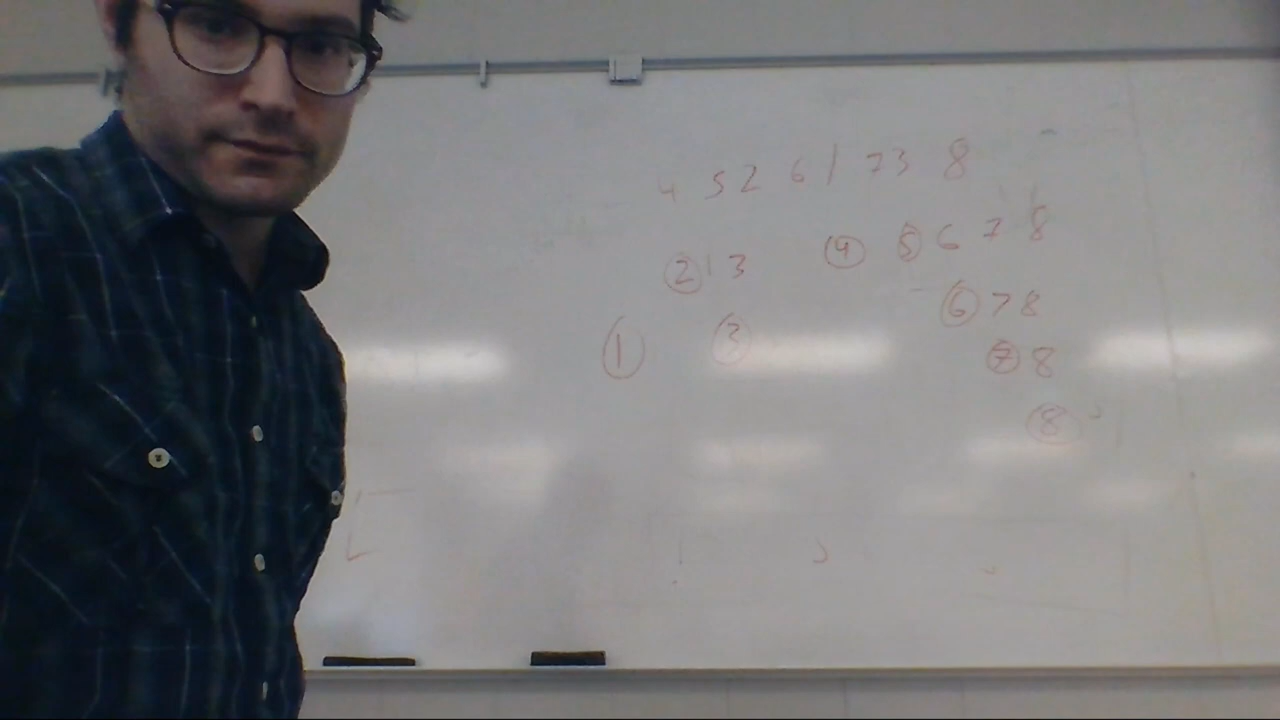 4 5 2 6 1 7 3 8
2 1 3 4 5 6 7 8
1 3 6 7 8
7 8
8